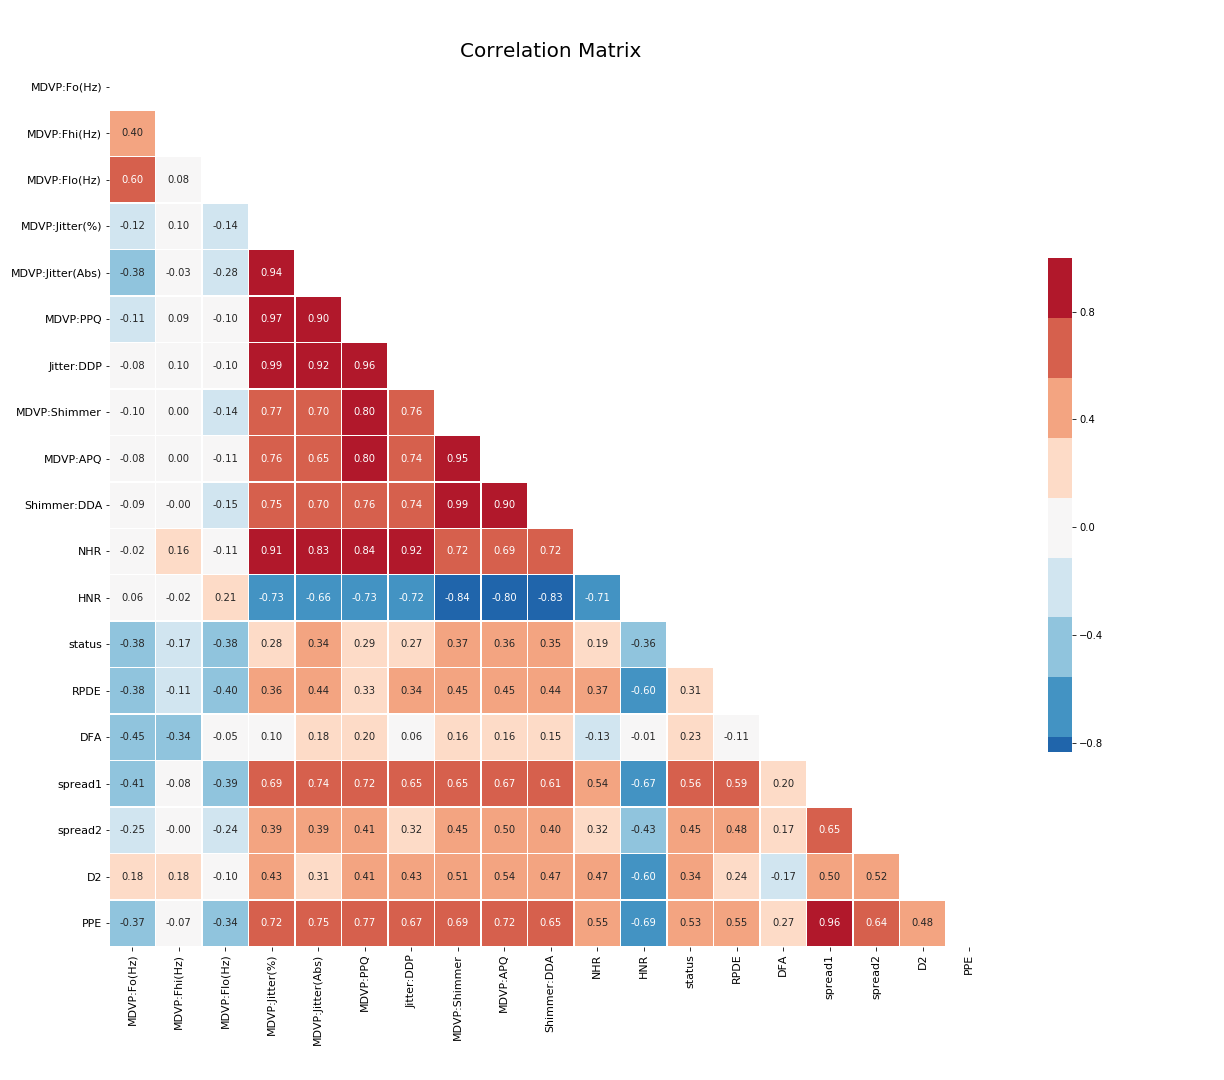 Correlation Matrix
MDVP:Fo(Hz)
MDVP:Fhi(Hz) 0.40
MDVP:Flo(Hz) 0.60 0.08
MDVP:Jitter(%) -0.12 0.10 -0.14
MDVP:Jitter(Abs) -0.38 -0.03 -0.28 0.94
MDVP:PPQ -0.11 0.09 -0.10 0.97 0.90
Jitter:DDP -0.08 0.10 -0.10 0.99 0.92 0.96
MDVP:Shimmer -0.10 0.00 -0.14 0.77 0.70 0.80 0.76
MDVP:APQ -0.08 0.00 -0.11 0.76 0.65 0.80 0.74 0.95
Shimmer:DDA -0.09 -0.00 -0.15 0.75 0.70 0.76 0.74 0.99 0.90
NHR -0.02 0.16 -0.11 0.91 0.83 0.84 0.92 0.72 0.69 0.72
HNR 0.06 -0.02 0.21 -0.73 -0.66 -0.73 -0.72 -0.84 -0.80 -0.83 -0.71
status -0.38 -0.17 -0.38 0.28 0.34 0.29 0.27 0.37 0.36 0.35 0.19 -0.36
RPDE -0.38 -0.11 -0.40 0.36 0.44 0.33 0.34 0.45 0.45 0.44 0.37 -0.60 0.31
DFA -0.45 -0.34 -0.05 0.10 0.18 0.20 0.06 0.16 0.16 0.15 -0.13 -0.01 0.23 -0.11
spread1 -0.41 -0.08 -0.39 0.69 0.74 0.72 0.65 0.65 0.67 0.61 0.54 -0.67 0.56 0.59 0.20
spread2 -0.25 -0.00 -0.24 0.39 0.39 0.41 0.32 0.45 0.50 0.40 0.32 -0.43 0.45 0.48 0.17 0.65
D2 0.18 0.18 -0.10 0.43 0.31 0.41 0.43 0.51 0.54 0.47 0.47 -0.60 0.34 0.24 -0.17 0.50 0.52
PPE -0.37 -0.07 -0.34 0.72 0.75 0.77 0.67 0.69 0.72 0.65 0.55 -0.69 0.53 0.55 0.27 0.96 0.64 0.48
MDVP:Fo(Hz)
MDVP:Fhi(Hz)
MDVP:Flo(Hz)
MDVP:Jitter(%)
MDVP:Jitter(Abs)
MDVP:PPQ
Jitter:DDP
MDVP:Shimmer
MDVP:APQ
Shimmer:DDA
NHR
HNR
status
RPDE
DFA
spread1
spread2
D2
PPE
0.8
0.4
0.0
−0.4
−0.8